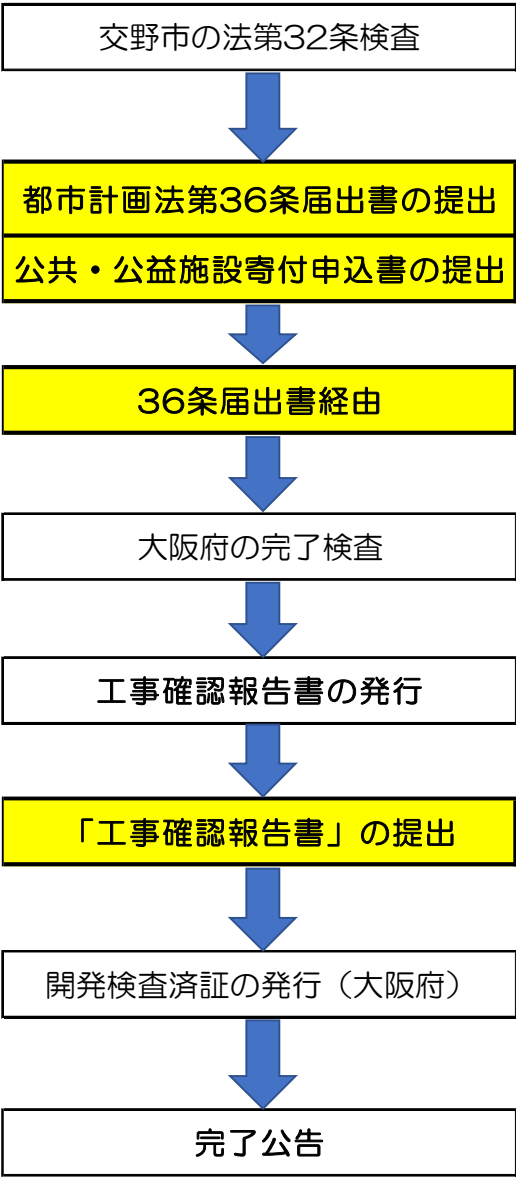 交野市の法第32条検査
都市計画法第36条届出書の提出
公共・公益施設寄付申込書の提出
36条届出書経由
大阪府の完了検査
工事確認報告書の発行
「工事確認報告書」の提出
開発検査済証の発行（大阪府）
完了公告